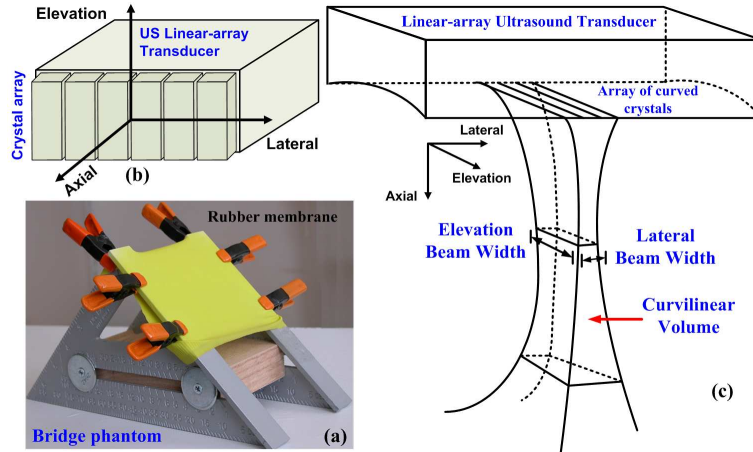 Elevation
(b)
US Linear-array
Transducer
Crystal array
Lateral
Axial
Rubber membrane
Bridge phantom
(a)
Linear-array Ultrasound Transducer
Array of curved
crystals
Lateral
Elevation
Axial
Elevation
Beam Width
Lateral
Beam Width
Curvilinear
Volume
(c)